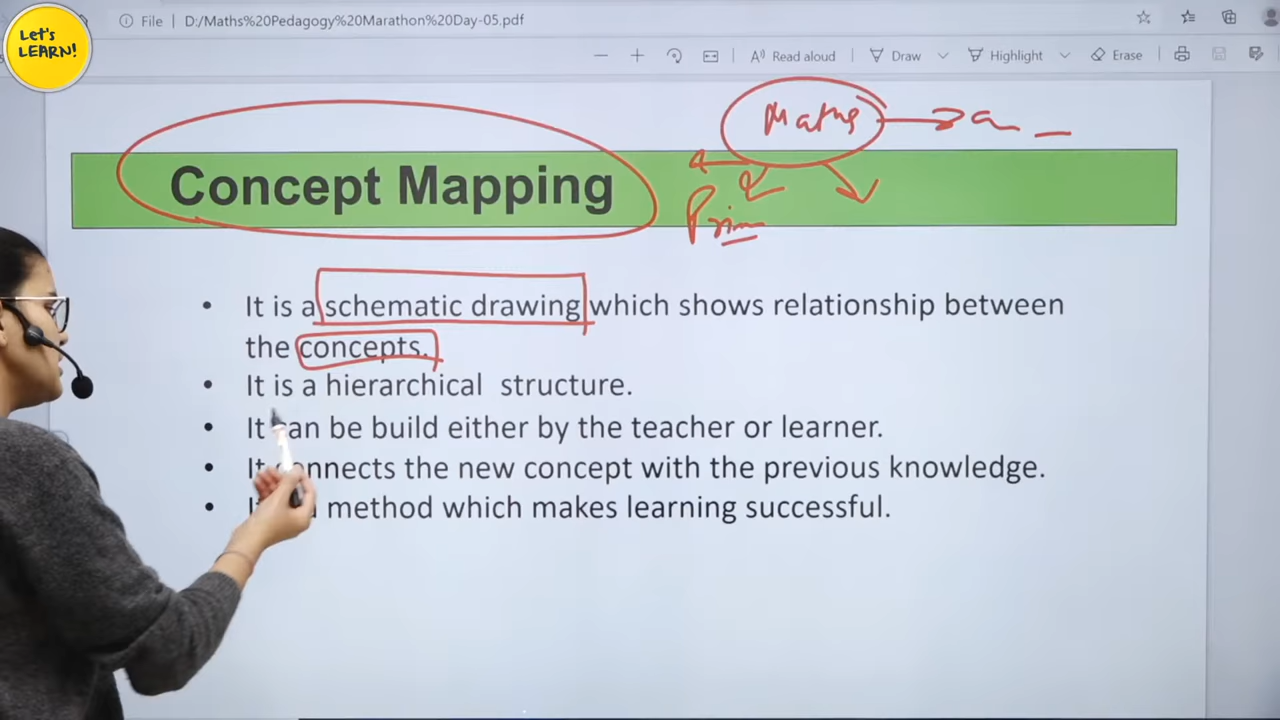 Let's
LEARN!
File | D:/Maths%20Pedagogy%20Marathon%20Day-05.pdf
Read aloud
Draw
Highlight
Erase
Maths
Concept Mapping
Prim
• It is a schematic drawing which shows relationship between
the concepts.
• It is a hierarchical structure.
• It can be build either by the teacher or learner.
• It connects the new concept with the previous knowledge.
• method which makes learning successful.